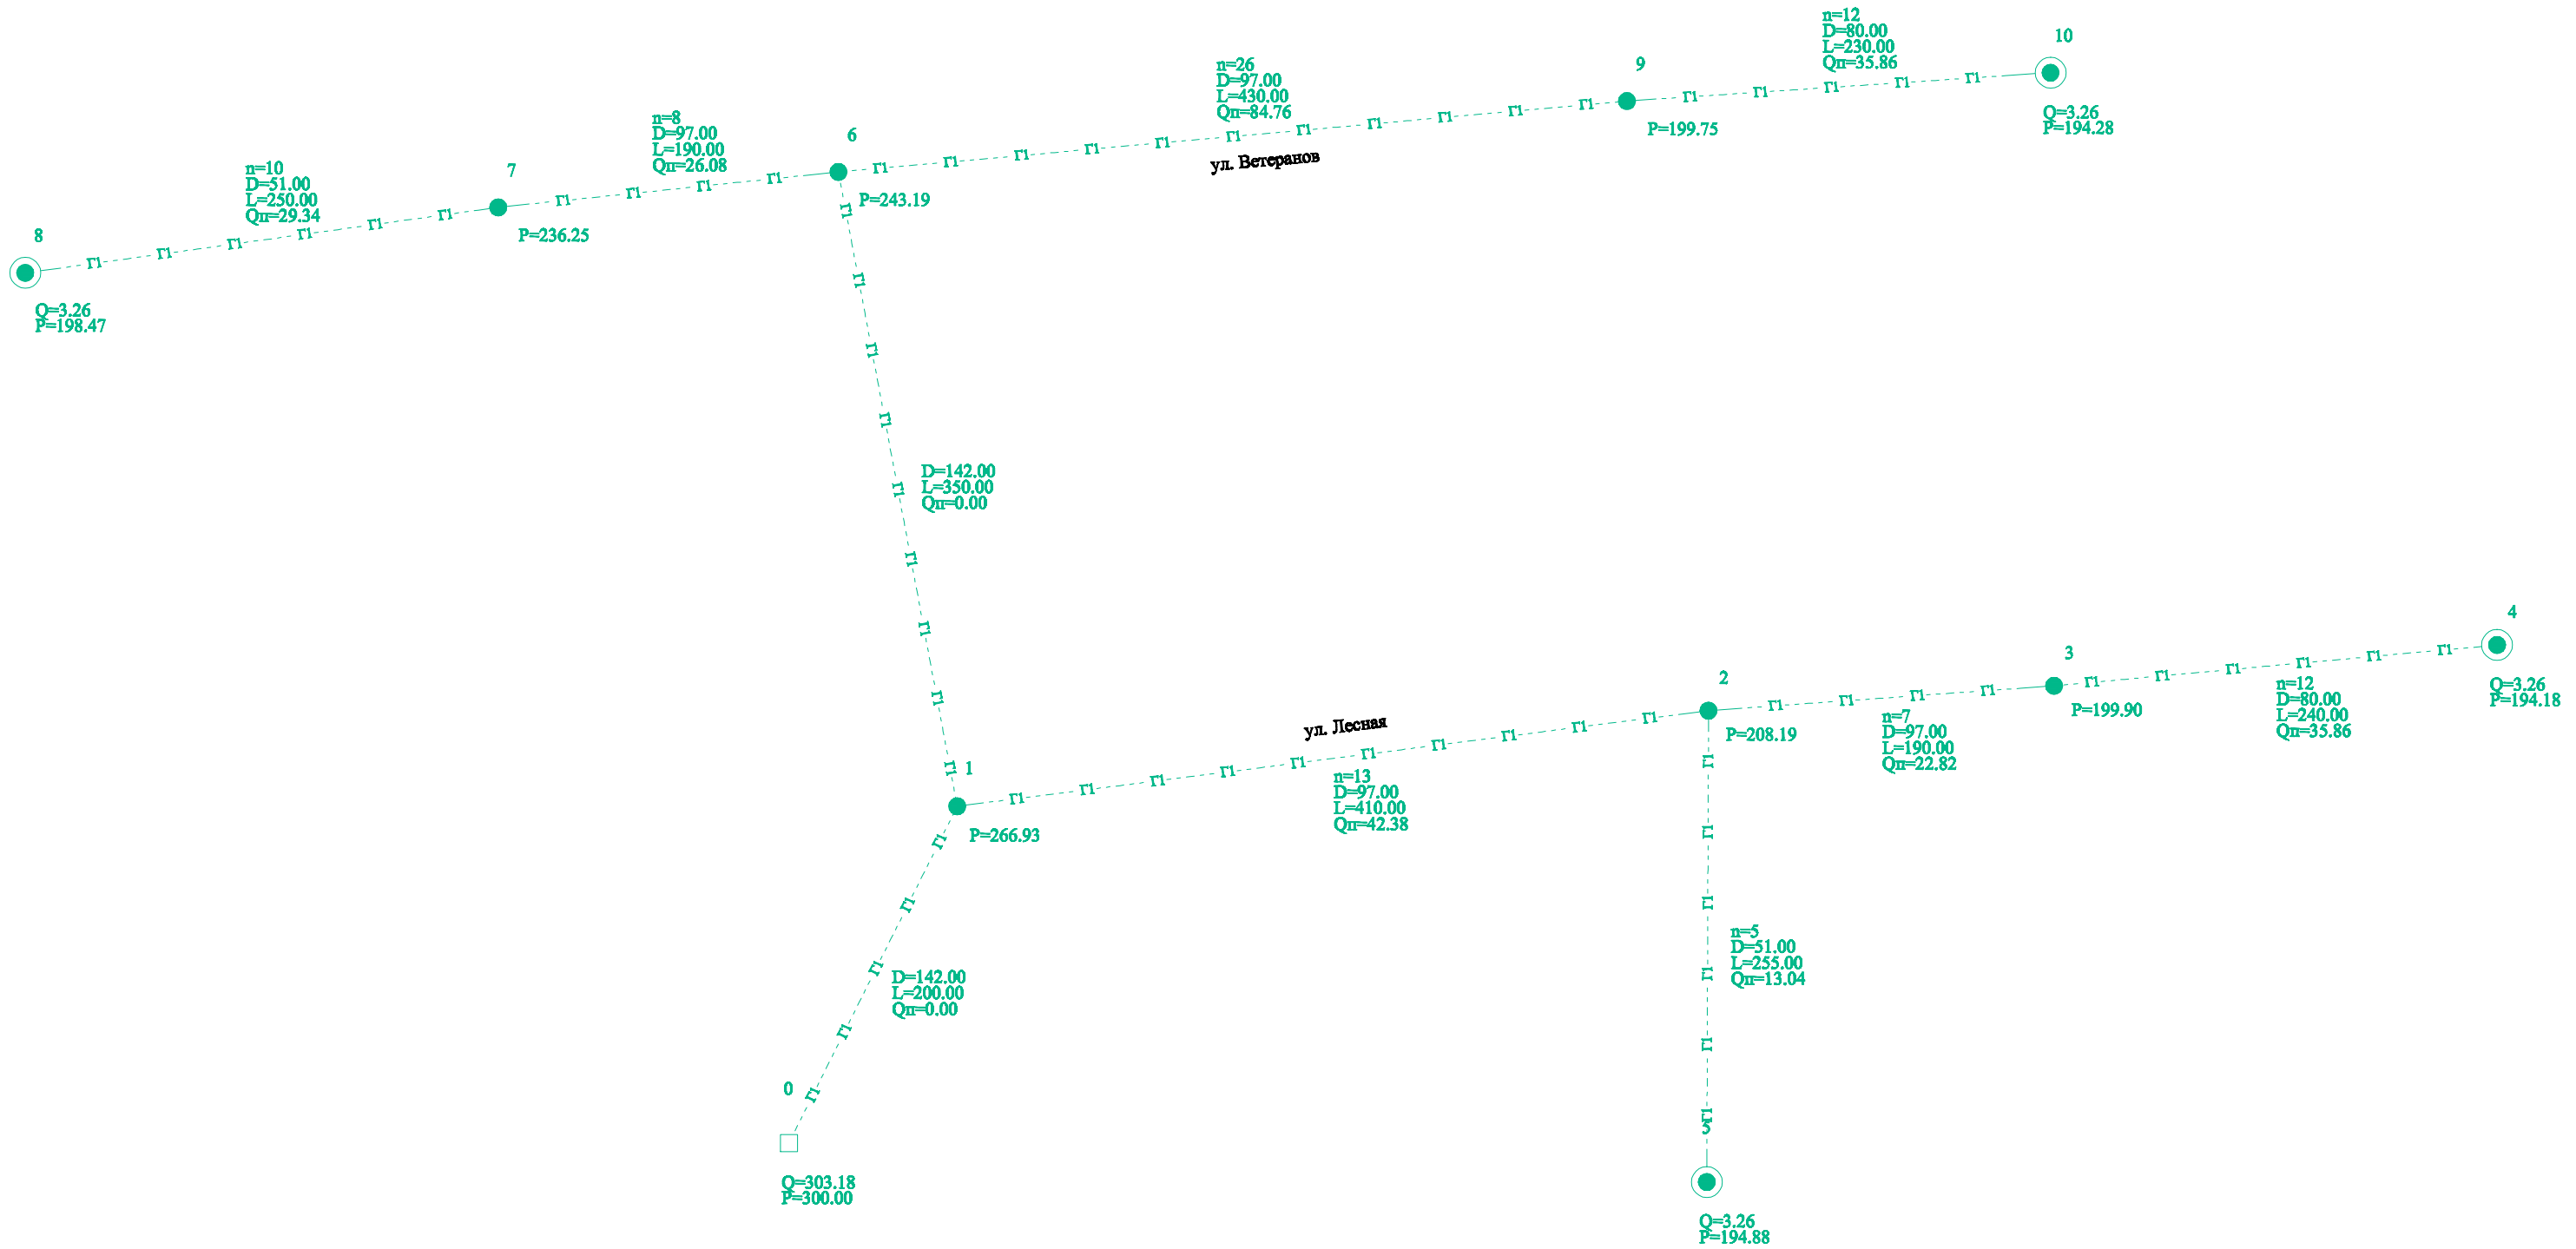 n=12
D=80.00
L=230.00
Qп=35.86
10
Q=3.26
P=194.28
9
P=199.75
n=26
D=97.00
L=430.00
Qп=84.76
ул. Ветеранов
6
P=243.19
n=8
D=97.00
L=190.00
Qп=26.08
7
P=236.25
n=10
D=51.00
L=250.00
Qп=29.34
8
Q=3.26
P=198.47
D=142.00
L=350.00
Qп=0.00
4
Q=3.26
P=194.18
n=12
D=80.00
L=240.00
Qп=35.86
3
P=199.90
n=7
D=97.00
L=190.00
Qп=22.82
2
P=208.19
ул. Лесная
n=13
D=97.00
L=410.00
Qп=42.38
1
P=266.93
n=5
D=51.00
L=255.00
Qп=13.04
D=142.00
L=200.00
Qп=0.00
0
Q=303.18
P=300.00
5
Q=3.26
P=194.88